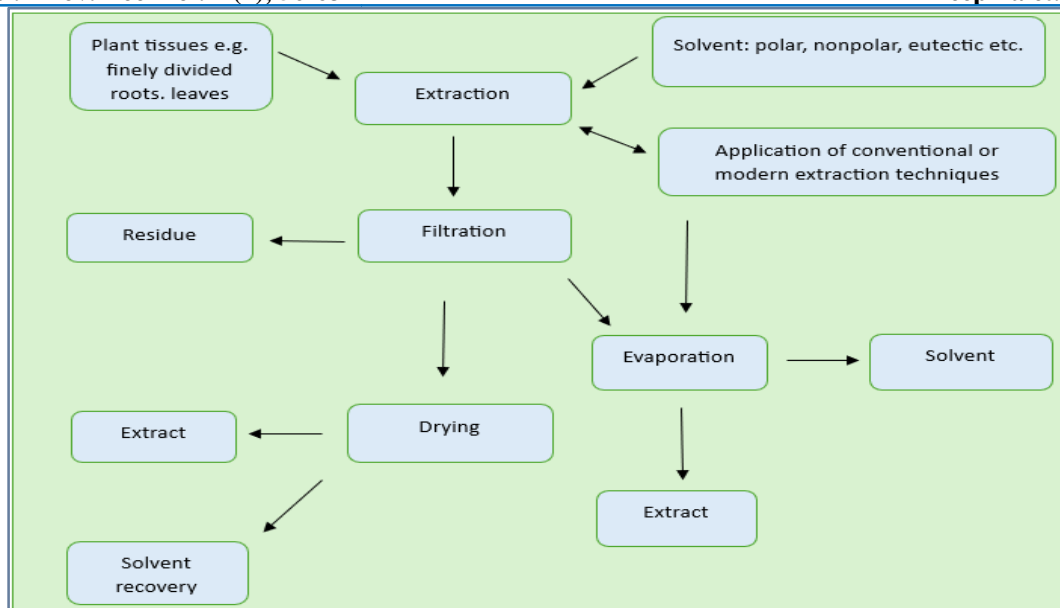 Plant tissues e.g.
finely divided
roots. leaves
Solvent: polar, nonpolar, eutectic etc.
Extraction
Application of conventional or
modern extraction techniques
Residue
Filtration
Evaporation
Solvent
Extract
Drying
Extract
Solvent
recovery